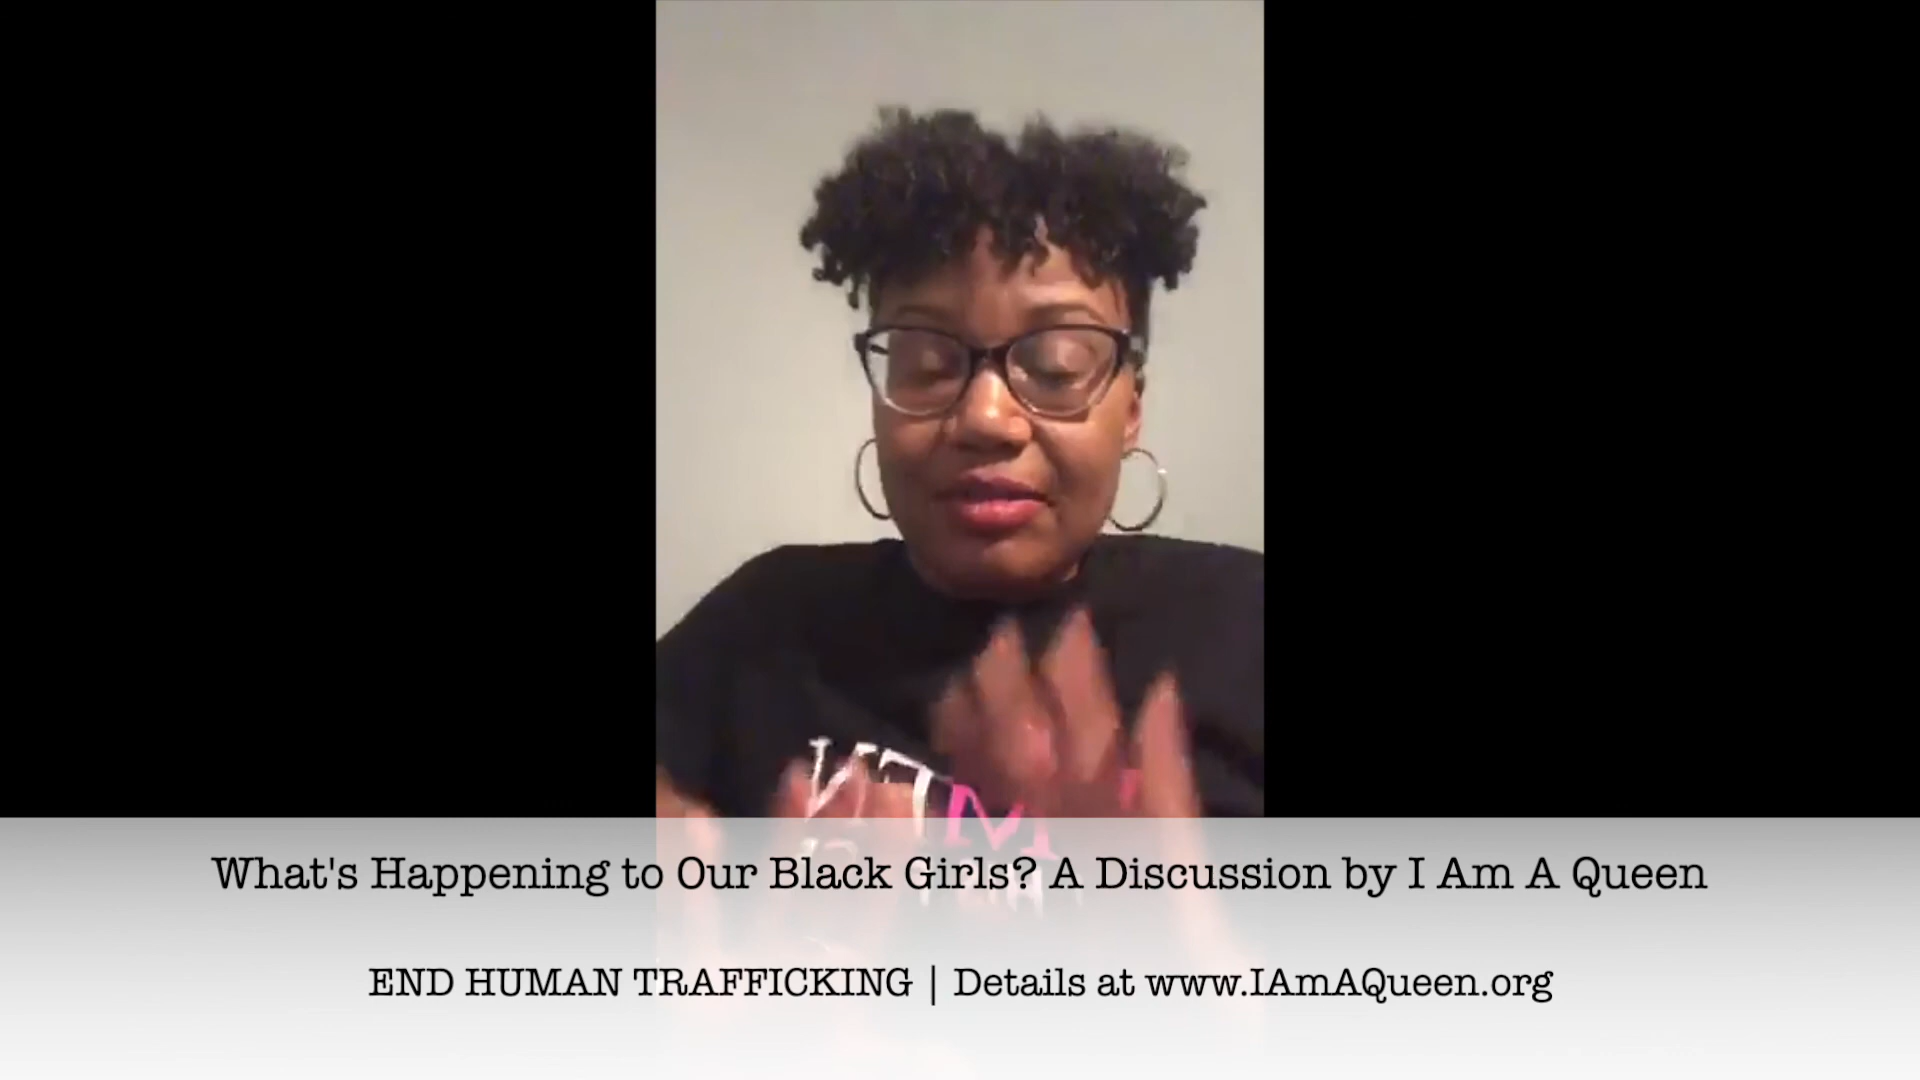 What's Happening to Our Black Girls? A Discussion by I Am A Queen
END HUMAN TRAFFICKING | Details at www.IAmAQueen.org